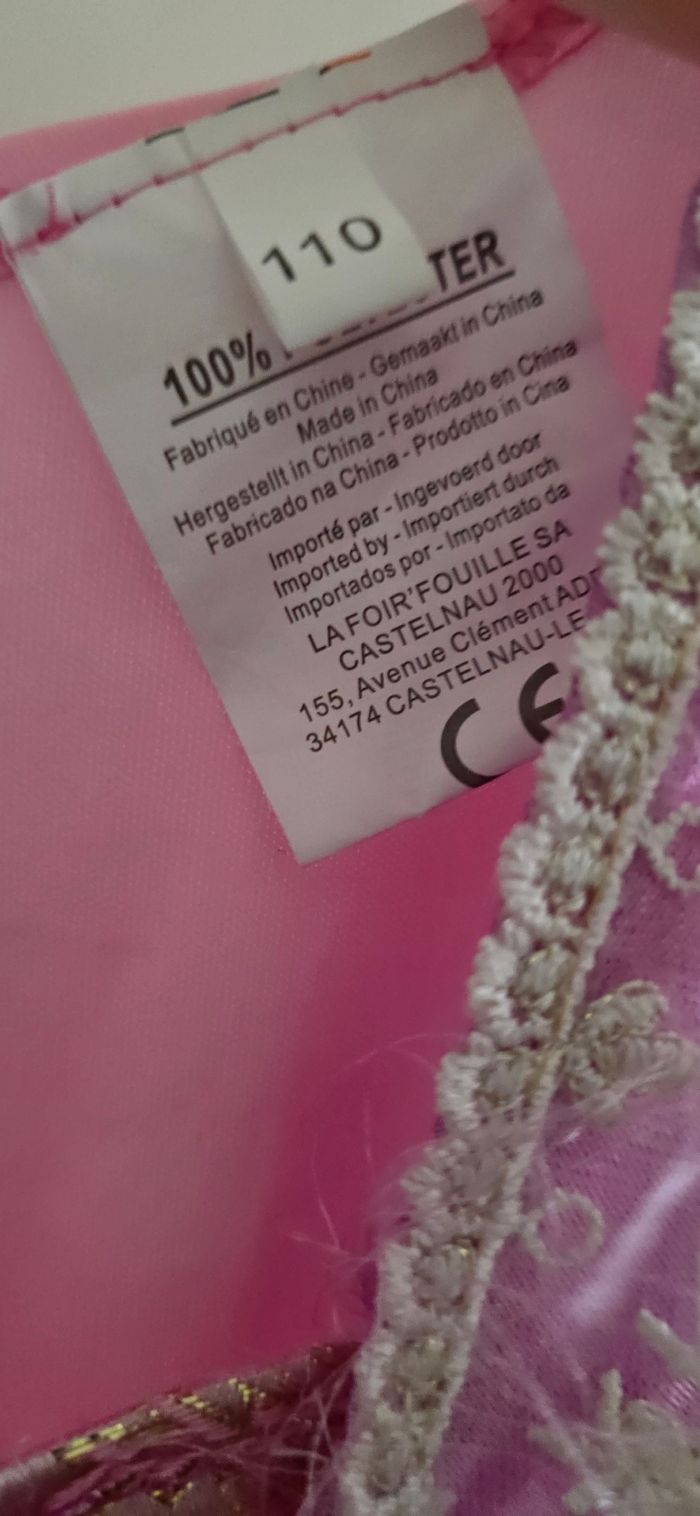 110
100%
Fabriqué en Chine - Gemaakt in China
Made in China
Hergestellt in China - Fabricado en China
Fabricado na China - Prodotto in Cina
Importé par - Ingevoerd door
Imported by - Importiert durch
Importados por - Importato da
LA FOIR'FOUILLE SA
CASTELNAU 2000
155, Avenue Clément
34174 CASTELNAU-LE
CE